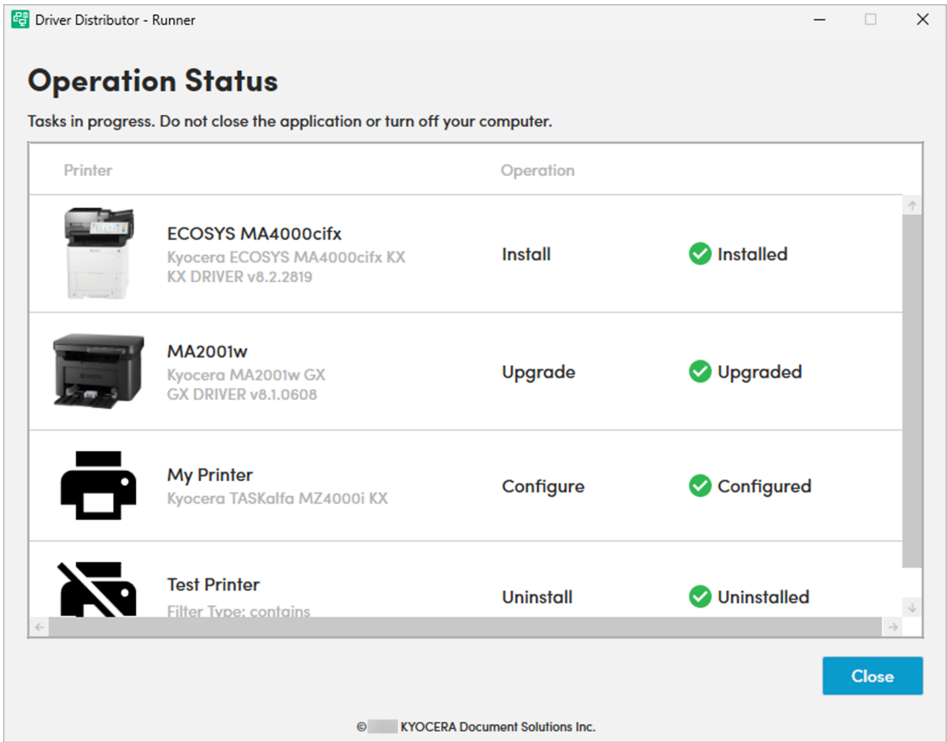 Driver Distributor - Runner
Operation Status
Tasks in progress. Do not close the application or turn off your computer.
Printer Operation
ECOSYS MA4000cifx
Kyocera ECOSYS MA4000cifx KX
KX DRIVER v8.2.2819
Install Installed
MA2001w
Kyocera MA2001w GX
GX DRIVER v8.1.0608
Upgrade Upgraded
My Printer
Kyocera TASKalfa MZ4000i KX
Configure Configured
Test Printer
Filter Type: contains
Uninstall Uninstalled
Close
© KYOCERA Document Solutions Inc.